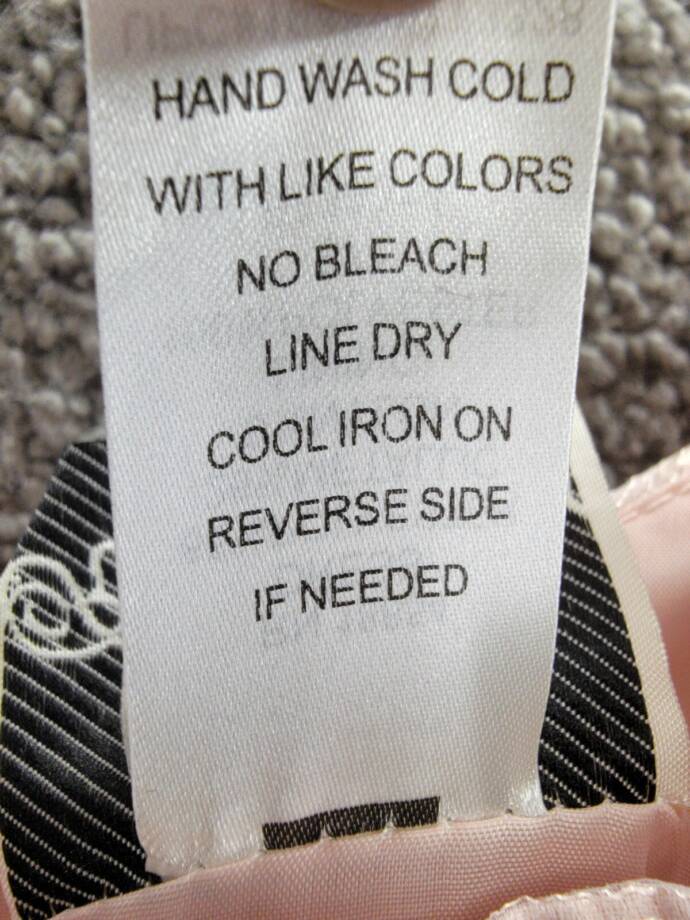 HAND WASH COLD
WITH LIKE COLORS
NO BLEACH
LINE DRY
COOL IRON ON
REVERSE SIDE
IF NEEDED